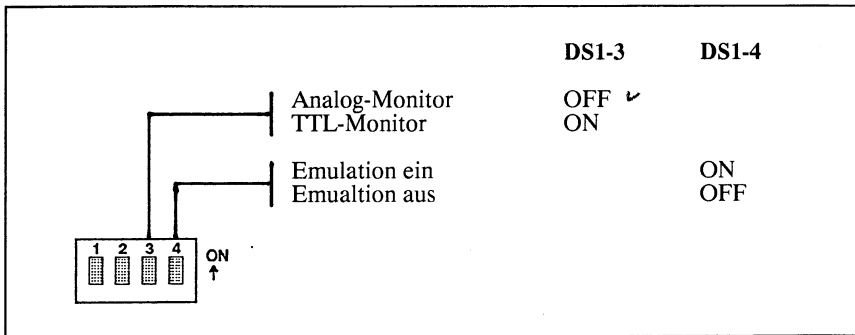 DS1-3 DS1-4
Analog-Monitor OFF
TTL-Monitor ON
Emulation ein ON
Emualtion aus OFF
1 2 3 4 ON